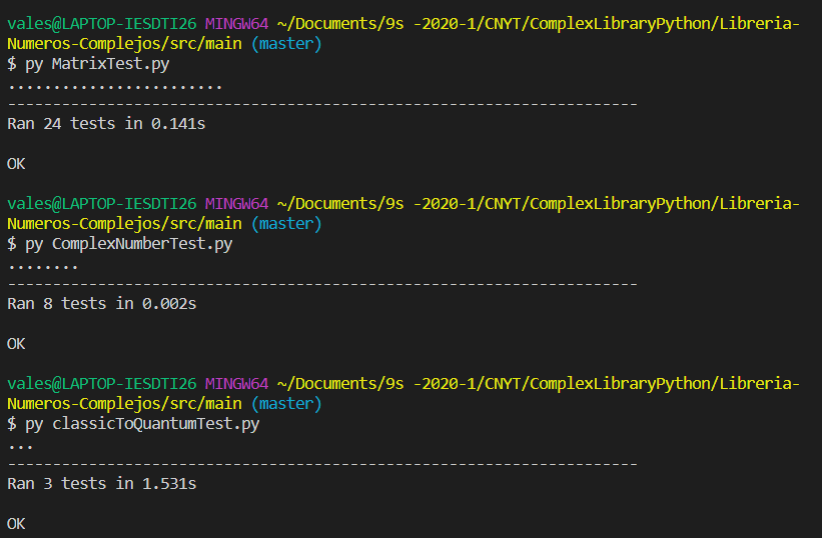 vales@LAPTOP-IESDTI26 MINGW64 ~/Documents/9s -2020-1/CNYT/ComplexLibraryPython/Libreria-
Numeros-Complejos/src/main (master)
$ py MatrixTest.py
........................
----------------------------------------------------------------------
Ran 24 tests in 0.141s
OK
vales@LAPTOP-IESDTI26 MINGW64 ~/Documents/9s -2020-1/CNYT/ComplexLibraryPython/Libreria-
Numeros-Complejos/src/main (master)
$ py ComplexNumberTest.py
........
----------------------------------------------------------------------
Ran 8 tests in 0.002s
OK
vales@LAPTOP-IESDTI26 MINGW64 ~/Documents/9s -2020-1/CNYT/ComplexLibraryPython/Libreria-
Numeros-Complejos/src/main (master)
$ py classicToQuantumTest.py
...
----------------------------------------------------------------------
Ran 3 tests in 1.531s
OK